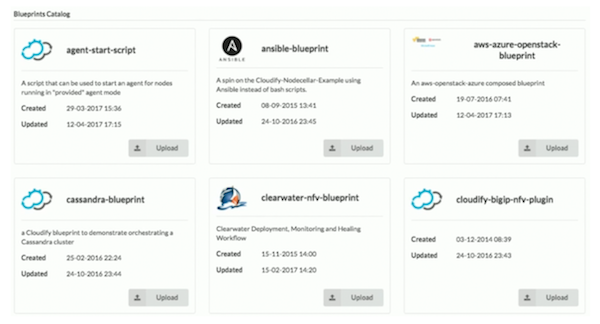 Blueprints Catalog
agent-start-script
A script that can be used to start an agent for nodes
running in "provided" agent mode
Created 29-03-2017 15:36
Updated 12-04-2017 17:15
Upload
ANSIBLE
ansible-blueprint
A spin on the Cloudify-Nodecellar-Example using
Ansible instead of bash scripts.
Created 08-09-2015 13:41
Updated 24-10-2016 23:45
Upload
aws-azure-openstack-
blueprint
An aws-openstack-azure composed blueprint
Created 19-07-2016 07:41
Updated 12-04-2017 17:13
Upload
cassandra-blueprint
a Cloudify blueprint to demonstrate orchestrating a
Cassandra cluster
Created 25-02-2016 22:24
Updated 24-10-2016 23:44
Upload
clearwater-nfv-blueprint
Clearwater Deployment, Monitoring and Healing
Workflow
Created 15-11-2015 14:00
Updated 15-02-2017 14:20
Upload
cloudify-bigip-nfv-plugin
Created 03-12-2014 08:39
Updated 24-10-2016 23:43
Upload